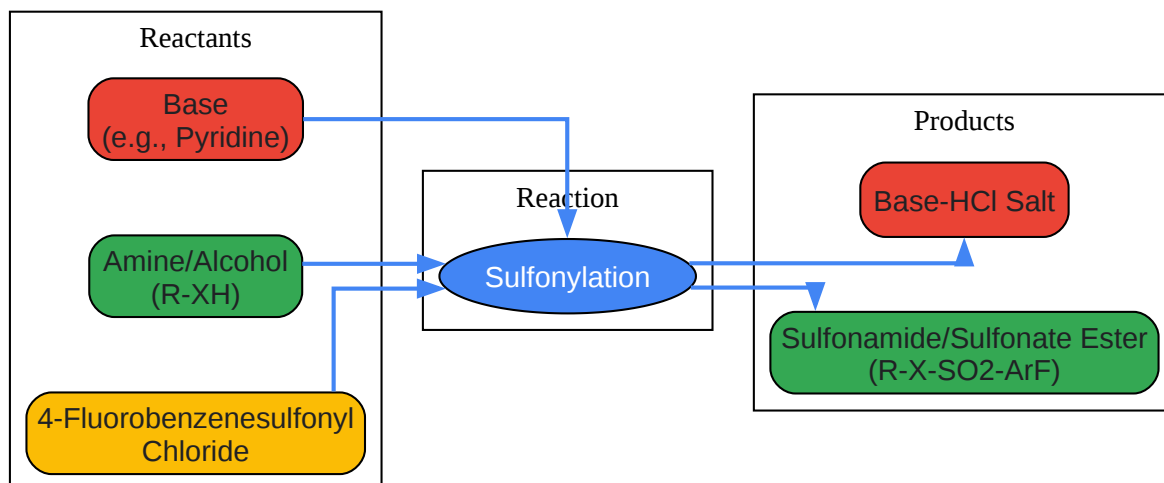 Reactants
Base
(e.g., Pyridine)
Amine/Alcohol
(R-XH)
4-Fluorobenzenesulfonyl
Chloride
Reaction
Sulfonylation
Products
Base-HCl Salt
Sulfonamide/Sulfonate Ester
(R-X-SO2-ArF)